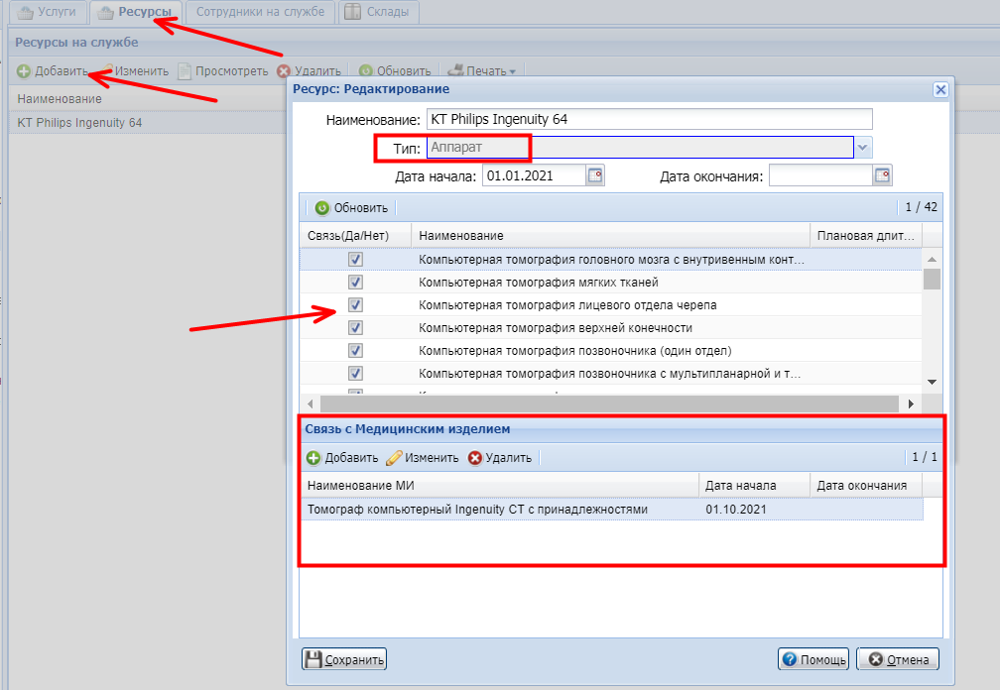 Услуги Ресурсы Сотрудники на службе Склады
Ресурсы на службе
Добавить Изменить Просмотреть Удалить Обновить Печать
Наименование
КТ Philips Ingenuity 64
Ресурс: Редактирование
Наименование: КТ Philips Ingenuity 64
Тип: Аппарат
Дата начала: 01.01.2021 Дата окончания:
Обновить 1 / 42
Связь(Да/Нет) Наименование Плановая длит...
Компьютерная томография головного мозга с внутривенным конт...
Компьютерная томография мягких тканей
Компьютерная томография лицевого отдела черепа
Компьютерная томография верхней конечности
Компьютерная томография позвоночника (один отдел)
Компьютерная томография позвоночника с мультипланарной и т...
Связь с Медицинским изделием
Добавить Изменить Удалить 1 / 1
Наименование МИ Дата начала Дата окончания
Томограф компьютерный Ingenuity CT с принадлежностями 01.10.2021
Сохранить Помощь Отмена